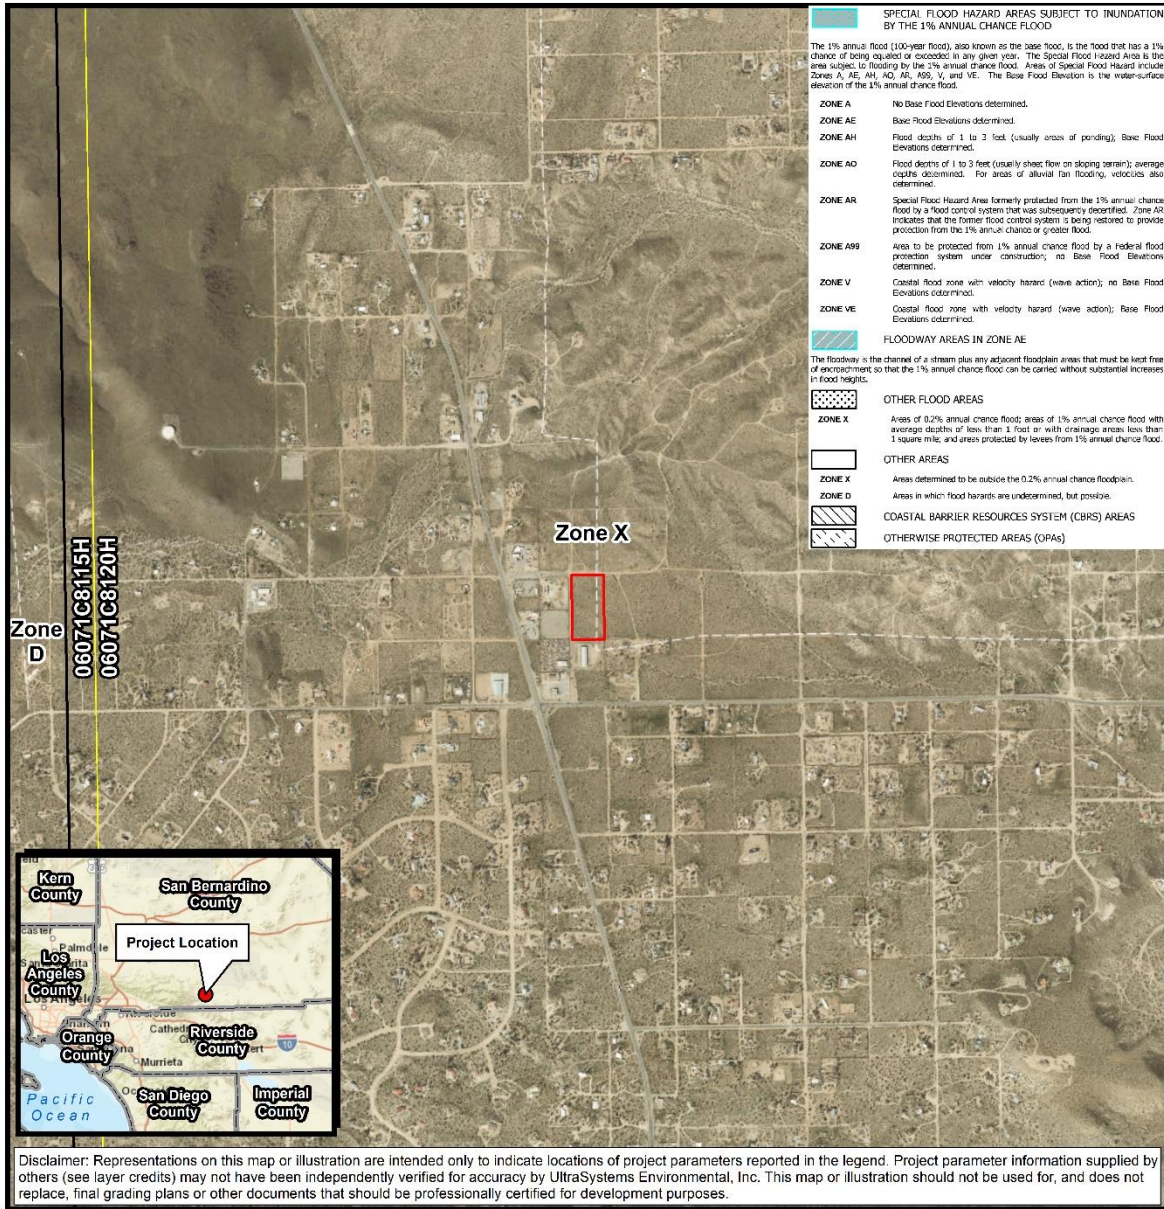 SPECIAL FLOOD HAZARD AREAS SUBJECT TO INUNDATION
BY THE 1% ANNUAL CHANCE FLOOD
The 1% annual flood (100-year flood), also known as the base flood, is the flood that has a 1%
chance of being equaled or exceeded in any given year. The Special Flood Hazard Area is the
area subject to flooding by the 1% annual chance flood. Areas of Special Flood Hazard include
Zones A, AE, AH, AO, AR, A99, V, and VE. The Base Flood Elevation is the water-surface
elevation of the 1% annual chance flood.
ZONE A No Base Flood Elevations determined.
ZONE AE Base Flood Elevations determined.
ZONE AH Flood depths of 1 to 3 feet (usually areas of ponding); Base Flood
Elevations determined.
ZONE AO Flood depths of 1 to 3 feet (usually sheet flow on sloping terrain); average
depths determined. For areas of alluvial fan flooding, velocities also
determined.
ZONE AR Special Flood Hazard Area formerly protected from the 1% annual chance
flood by a flood control system that was subsequently decertified. Zone AR
indicates that the former flood control system is being restored to provide
protection from the 1% annual chance or greater flood.
ZONE A99 Area to be protected from 1% annual chance flood by a Federal flood
protection system under construction; no Base Flood Elevations
determined.
ZONE V Coastal flood zone with velocity hazard (wave action); no Base Flood
Elevations determined.
ZONE VE Coastal flood zone with velocity hazard (wave action); Base Flood
Elevations determined.
FLOODWAY AREAS IN ZONE AE
The floodway is the channel of a stream plus any adjacent floodplain areas that must be kept free
of encroachment so that the 1% annual chance flood can be carried without substantial increases
in flood heights.
OTHER FLOOD AREAS
ZONE X Areas of 0.2% annual chance flood; areas of 1% annual chance flood with
average depths of less than 1 foot or with drainage areas less than
1 square mile; and areas protected by levees from 1% annual chance flood.
OTHER AREAS
ZONE X Areas determined to be outside the 0.2% annual chance floodplain.
ZONE D Areas in which flood hazards are undetermined, but possible.
COASTAL BARRIER RESOURCES SYSTEM (CBRS) AREAS
OTHERWISE PROTECTED AREAS (OPAs)
Zone X
Zone
D
06071C8115H
06071C8120H
Kern
County
San Bernardino
County
Project Location
Palmdale
Los
Angeles
County
Orange
County
Riverside
County
10
Murrieta
San Diego
County
Imperial
County
Pacific
Ocean
Disclaimer: Representations on this map or illustration are intended only to indicate locations of project parameters reported in the legend. Project parameter information supplied by
others (see layer credits) may not have been independently verified for accuracy by UltraSystems Environmental, Inc. This map or illustration should not be used for, and does not
replace, final grading plans or other documents that should be professionally certified for development purposes.